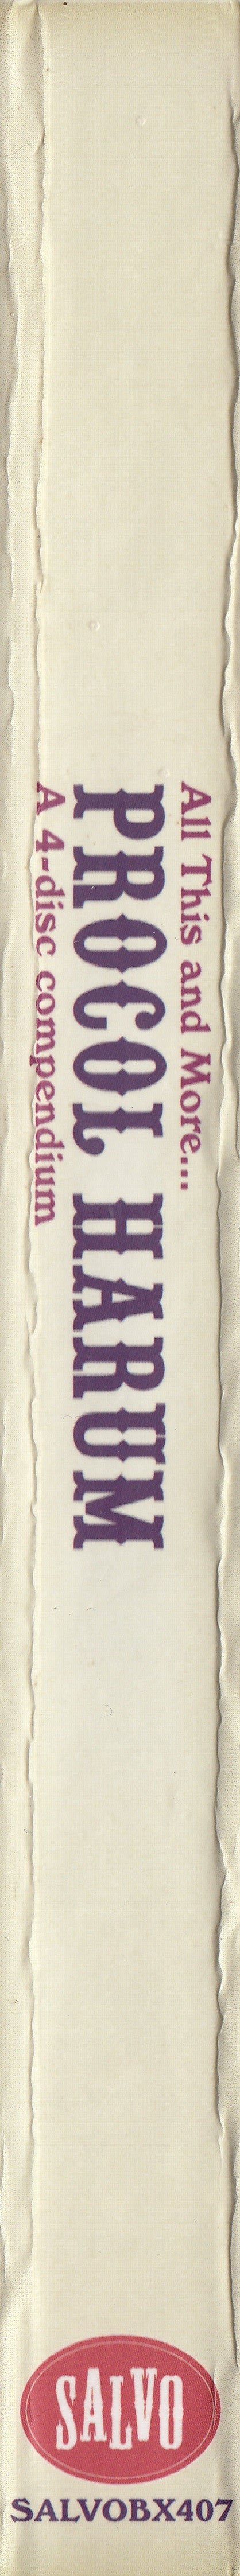 All This and More...
PROCOL HARUM
A 4-disc compendium
SALVO
SALVOBX407